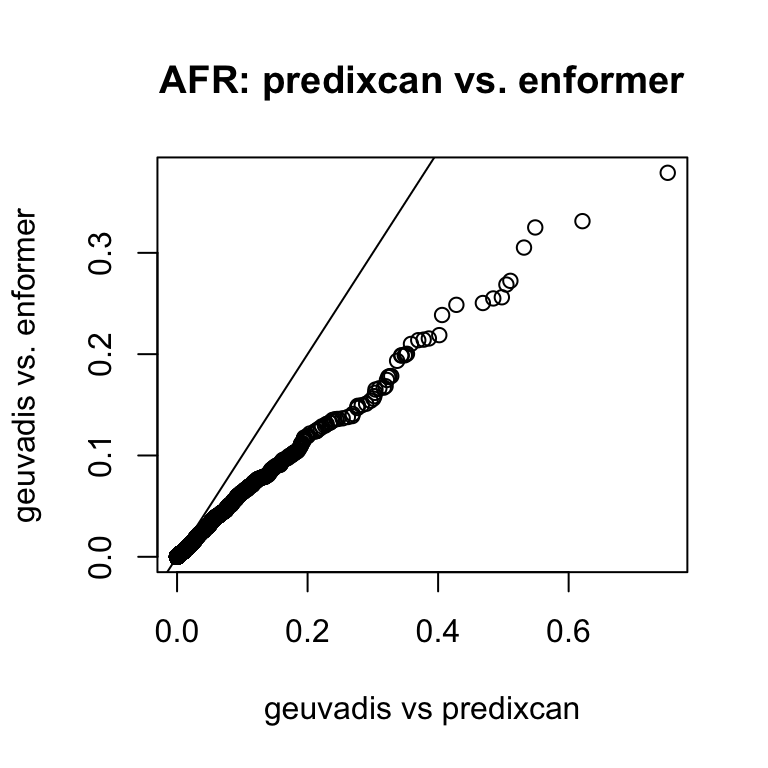 AFR: predixcan vs. enformer
geuvadis vs. enformer
0.3
0.2
0.1
0.0
0.0 0.2 0.4 0.6
geuvadis vs predixcan